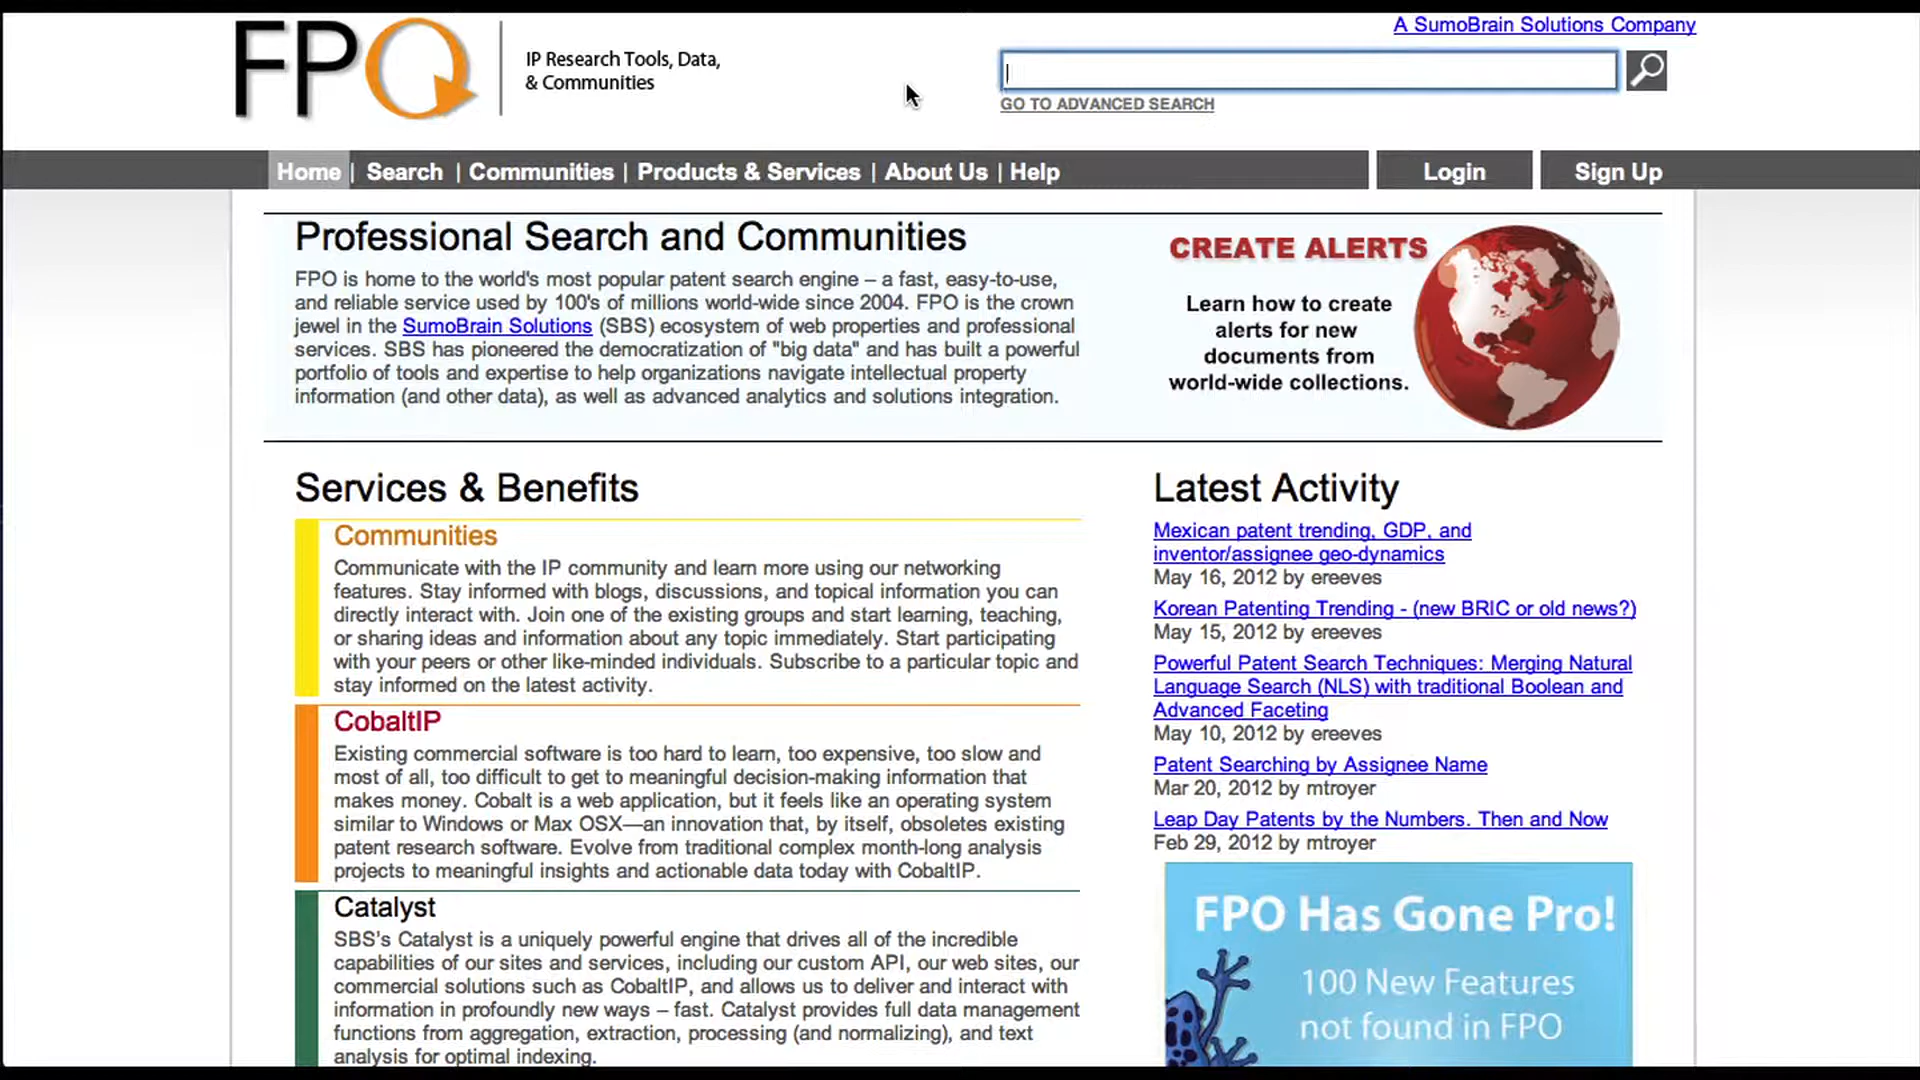 A SumoBrain Solutions Company
FPO
IP Research Tools, Data,
& Communities
GO TO ADVANCED SEARCH
Home | Search | Communities | Products & Services | About Us | Help
Login
Sign Up
Professional Search and Communities
FPO is home to the world's most popular patent search engine – a fast, easy-to-use,
and reliable service used by 100's of millions world-wide since 2004. FPO is the crown
jewel in the SumoBrain Solutions (SBS) ecosystem of web properties and professional
services. SBS has pioneered the democratization of "big data" and has built a powerful
portfolio of tools and expertise to help organizations navigate intellectual property
information (and other data), as well as advanced analytics and solutions integration.
CREATE ALERTS
Learn how to create
alerts for new
documents from
world-wide collections.
Services & Benefits
Communities
Communicate with the IP community and learn more using our networking
features. Stay informed with blogs, discussions, and topical information you can
directly interact with. Join one of the existing groups and start learning, teaching,
or sharing ideas and information about any topic immediately. Start participating
with your peers or other like-minded individuals. Subscribe to a particular topic and
stay informed on the latest activity.
CobaltIP
Existing commercial software is too hard to learn, too expensive, too slow and
most of all, too difficult to get to meaningful decision-making information that
makes money. Cobalt is a web application, but it feels like an operating system
similar to Windows or Max OSX—an innovation that, by itself, obsoletes existing
patent research software. Evolve from traditional complex month-long analysis
projects to meaningful insights and actionable data today with CobaltIP.
Catalyst
SBS's Catalyst is a uniquely powerful engine that drives all of the incredible
capabilities of our sites and services, including our custom API, our web sites, our
commercial solutions such as CobaltIP, and allows us to deliver and interact with
information in profoundly new ways – fast. Catalyst provides full data management
functions from aggregation, extraction, processing (and normalizing), and text
analysis for optimal indexing.
Latest Activity
Mexican patent trending, GDP, and
inventor/assignee geo-dynamics
May 16, 2012 by ereeves
Korean Patenting Trending - (new BRIC or old news?)
May 15, 2012 by ereeves
Powerful Patent Search Techniques: Merging Natural
Language Search (NLS) with traditional Boolean and
Advanced Faceting
May 10, 2012 by ereeves
Patent Searching by Assignee Name
Mar 20, 2012 by mtroyer
Leap Day Patents by the Numbers. Then and Now
Feb 29, 2012 by mtroyer
FPO Has Gone Pro!
100 New Features
not found in FPO